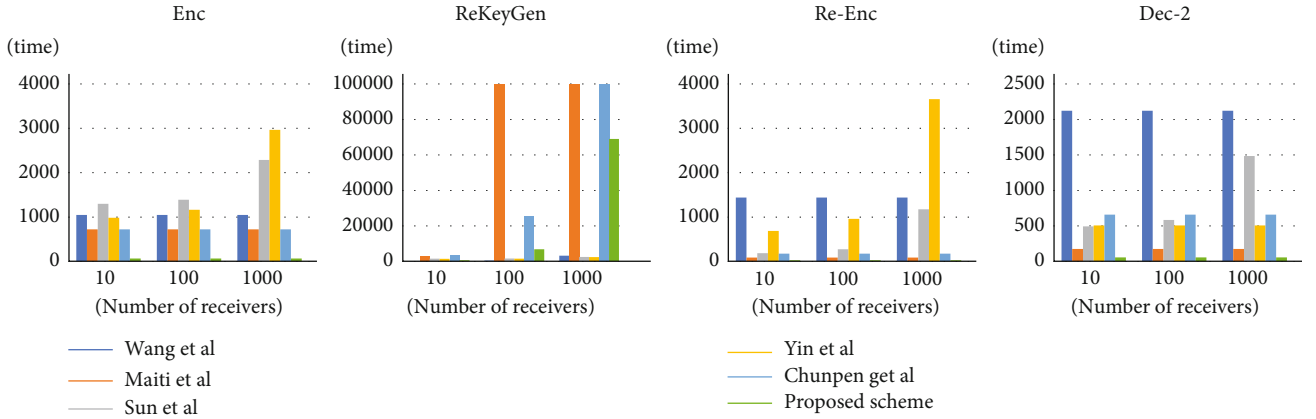 Enc
ReKeyGen
Re-Enc
Dec-2
(time)
(time)
(time)
(time)
4000
3000
2000
1000
0
10 100 1000
(Number of receivers)
100000
80000
60000
40000
20000
0
10 100 1000
(Number of receivers)
4000
3000
2000
1000
0
10 100 1000
(Number of receivers)
2500
2000
1500
1000
500
0
10 100 1000
(Number of receivers)
Wang et al
Maiti et al
Sun et al
Yin et al
Chunpen get al
Proposed scheme